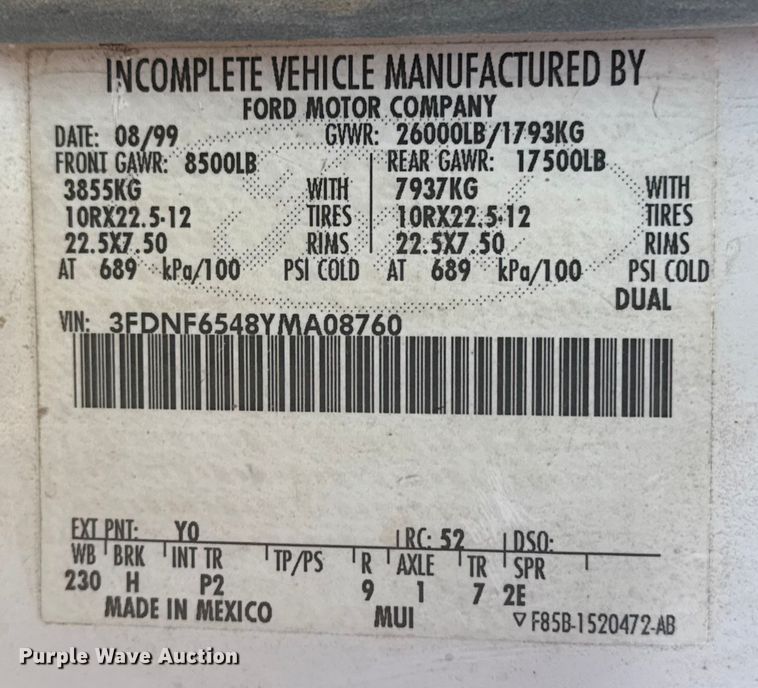 INCOMPLETE VEHICLE MANUFACTURED BY
FORD MOTOR COMPANY
DATE: 08/99 GVWR: 26000LB/1793KG
FRONT GAWR: 8500LB REAR GAWR: 17500LB
3855KG WITH 7937KG WITH
10RX22.5-12 TIRES 10RX22.5-12 TIRES
22.5X7.50 RIMS 22.5X7.50 RIMS
AT 689 kPa/100 PSI COLD AT 689 kPa/100 PSI COLD
DUAL
VIN: 3FDNF6548YMA08760
EXT PNT: Y0 RC: 52 DSO:
WB BRK INT TR TP/PS R AXLE TR SPR
230 H P2 9 1 7 2E
MADE IN MEXICO MUI ▽ F85B-1520472-AB
Purple Wave Auction